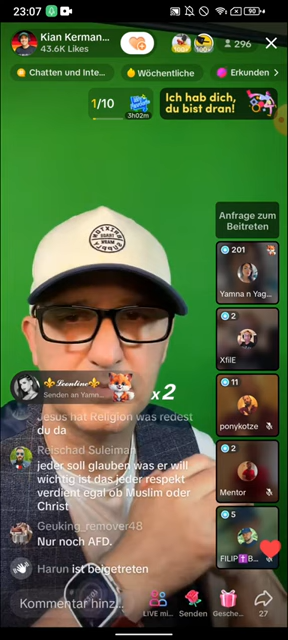 23:07
90
Kian Kerman...
43.6K Likes
100+
100+
296
Chatten und Inte...
Wöchentliche
Erkunden
1/10
3h02m
Ich hab dich,
du bist dran!
Anfrage zum
Beitreten
201
Yamna n Yag...
2
XfilE
11
ponykotze
2
Mentor
5
FILIP✝️B...
⚜️Leontine⚜️
Senden an Yamn...
x2
Jesus hat Religion was redest
du da
Reischad Suleiman
jeder soll glauben was er will
wichtig ist das jeder respekt
verdient egal ob Muslim oder
Christ
Geuking_remover48
Nur noch AFD.
Harun ist beigetreten
Kommentar hinz...
LIVE mi...
Senden
Gesche...
27